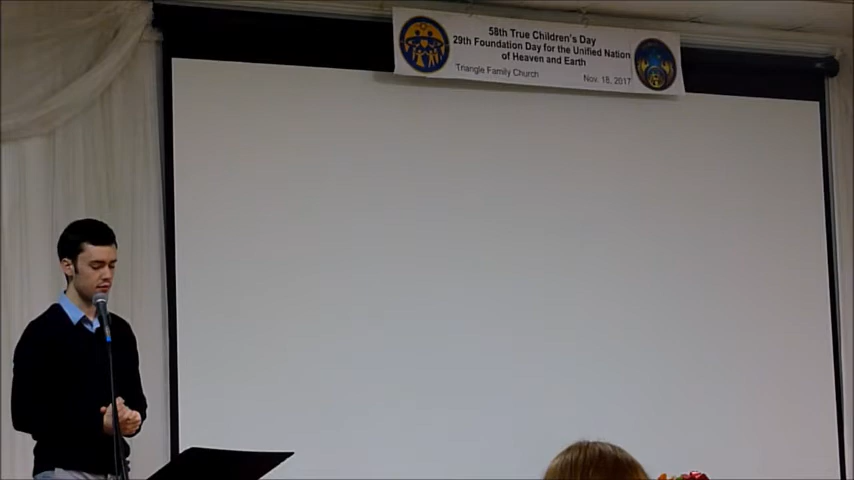 58th True Children's Day
29th Foundation Day for the Unified Nation
of Heaven and Earth
Triangle Family Church
Nov. 18, 2017